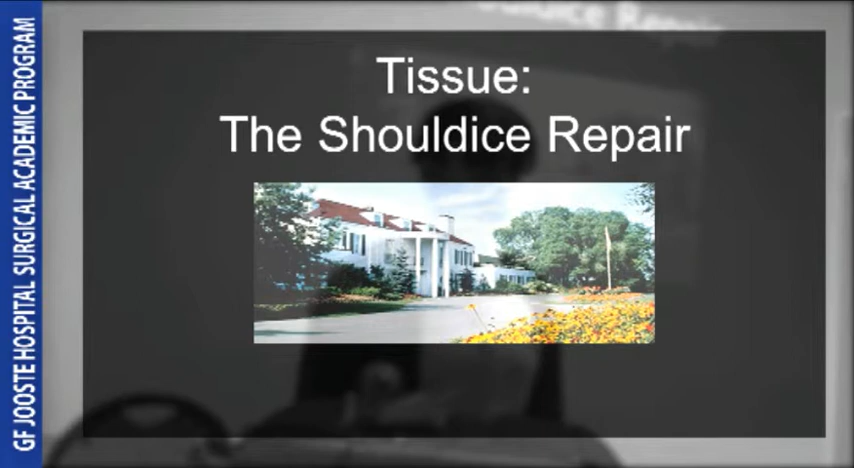 GF JOOSTE HOSPITAL SURGICAL ACADEMIC PROGRAM
Tissue:
The Shouldice Repair